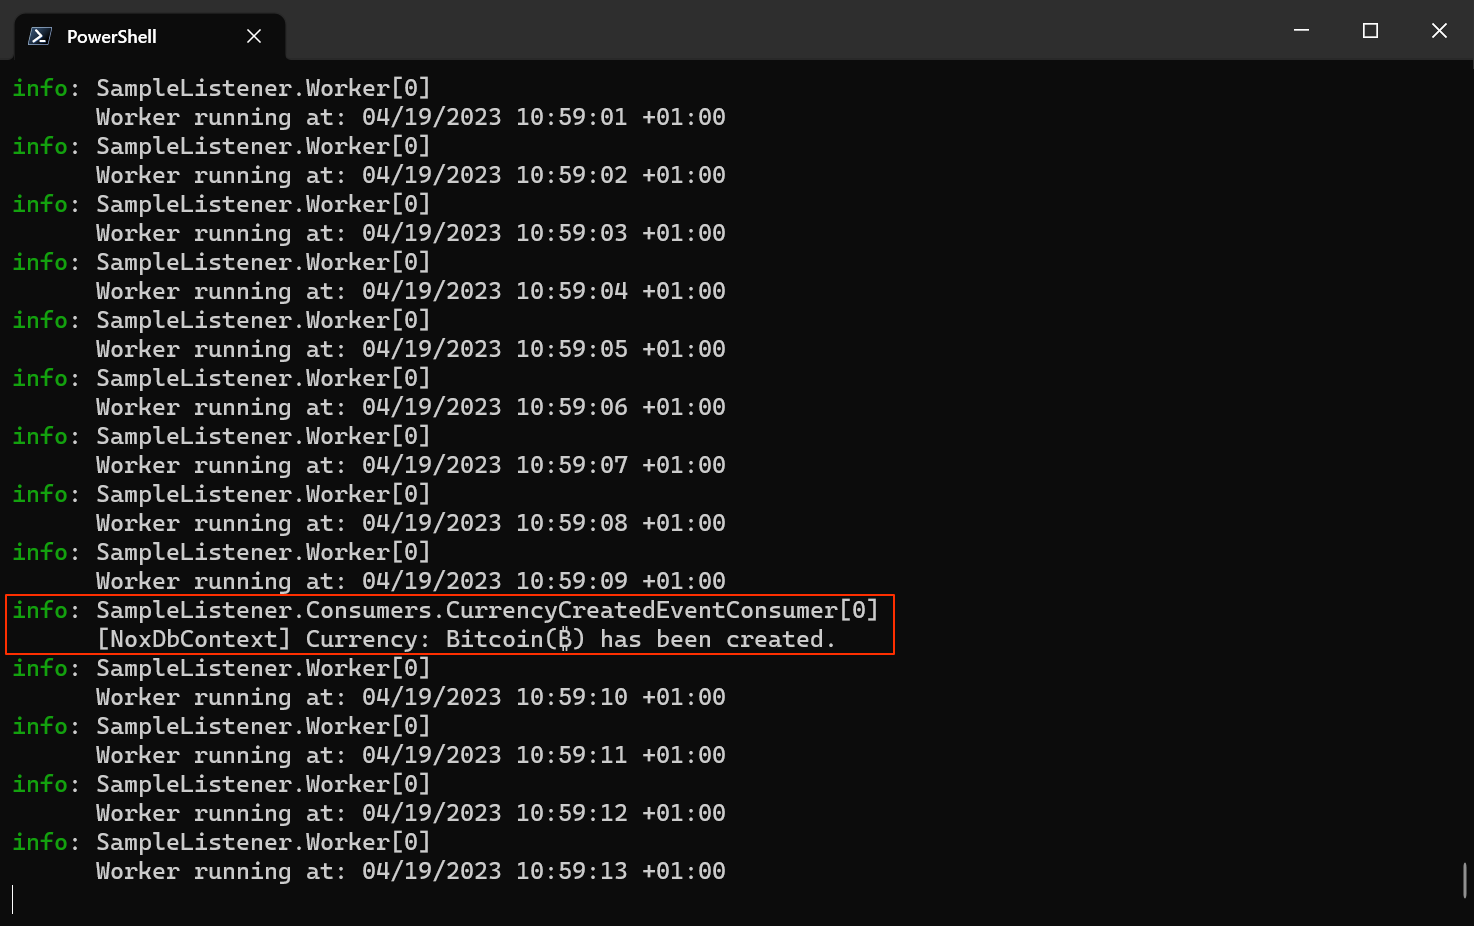 PowerShell
info: SampleListener.Worker[0]
Worker running at: 04/19/2023 10:59:01 +01:00
info: SampleListener.Worker[0]
Worker running at: 04/19/2023 10:59:02 +01:00
info: SampleListener.Worker[0]
Worker running at: 04/19/2023 10:59:03 +01:00
info: SampleListener.Worker[0]
Worker running at: 04/19/2023 10:59:04 +01:00
info: SampleListener.Worker[0]
Worker running at: 04/19/2023 10:59:05 +01:00
info: SampleListener.Worker[0]
Worker running at: 04/19/2023 10:59:06 +01:00
info: SampleListener.Worker[0]
Worker running at: 04/19/2023 10:59:07 +01:00
info: SampleListener.Worker[0]
Worker running at: 04/19/2023 10:59:08 +01:00
info: SampleListener.Worker[0]
Worker running at: 04/19/2023 10:59:09 +01:00
info: SampleListener.Consumers.CurrencyCreatedEventConsumer[0]
[NoxDbContext] Currency: Bitcoin(₿) has been created.
info: SampleListener.Worker[0]
Worker running at: 04/19/2023 10:59:10 +01:00
info: SampleListener.Worker[0]
Worker running at: 04/19/2023 10:59:11 +01:00
info: SampleListener.Worker[0]
Worker running at: 04/19/2023 10:59:12 +01:00
info: SampleListener.Worker[0]
Worker running at: 04/19/2023 10:59:13 +01:00